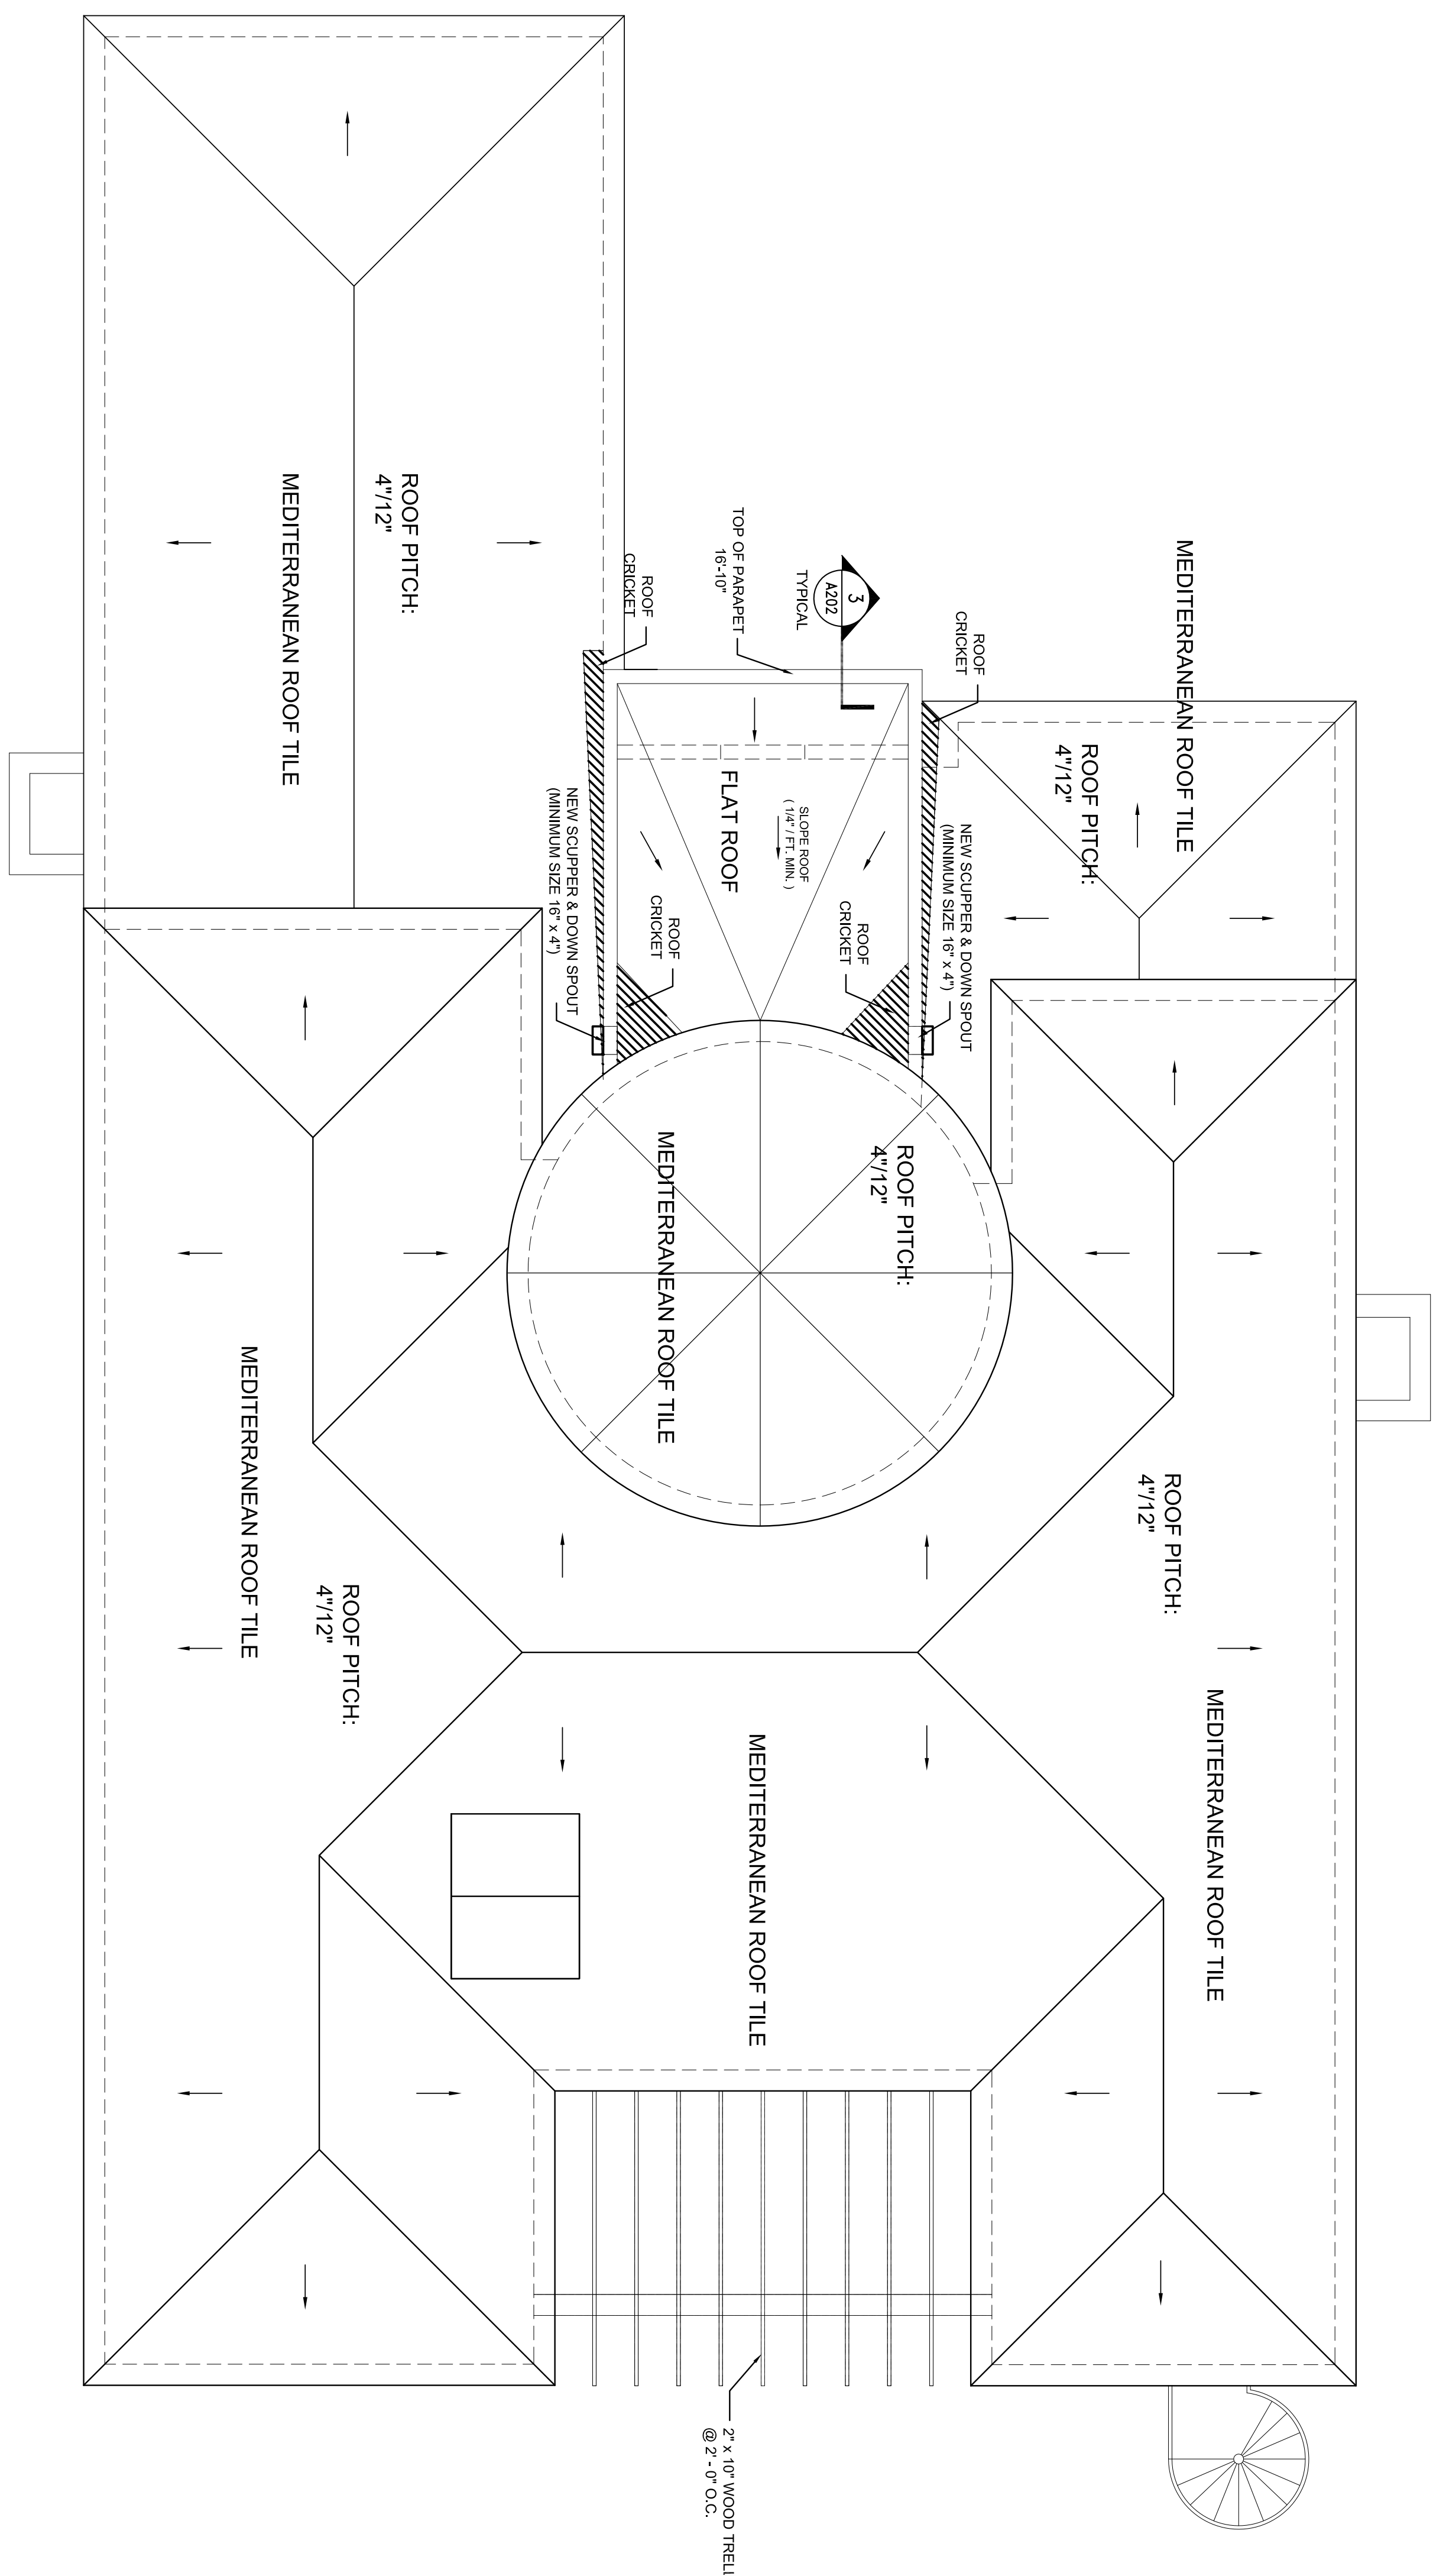 MEDITERRANEAN ROOF TILE
ROOF PITCH:
4"/12"
ROOF
CRICKET
NEW SCUPPER & DOWN SPOUT
(MINIMUM SIZE 16" x 4")
3
A202
TYPICAL
TOP OF PARAPET
16'-10"
SLOPE ROOF
( 1/4" / FT. MIN. )
FLAT ROOF
ROOF
CRICKET
ROOF
CRICKET
ROOF
CRICKET
NEW SCUPPER & DOWN SPOUT
(MINIMUM SIZE 16" x 4")
ROOF PITCH:
4"/12"
MEDITERRANEAN ROOF TILE
ROOF PITCH:
4"/12"
MEDITERRANEAN ROOF TILE
ROOF PITCH:
4"/12"
MEDITERRANEAN ROOF TILE
MEDITERRANEAN ROOF TILE
ROOF PITCH:
4"/12"
MEDITERRANEAN ROOF TILE
2" x 10" WOOD TRELL
@ 2' - 0" O.C.